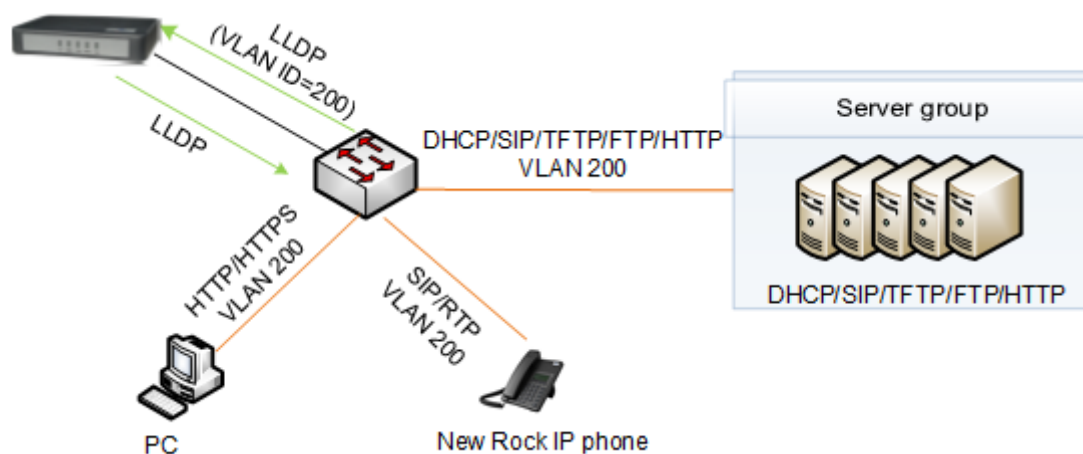 LLDP
(VLAN ID=200)
LLDP
Server group
DHCP/SIP/TFTP/FTP/HTTP
VLAN 200
DHCP/SIP/TFTP/FTP/HTTP
HTTP/HTTPS
VLAN 200
SIP/RTP
VLAN 200
PC
New Rock IP phone